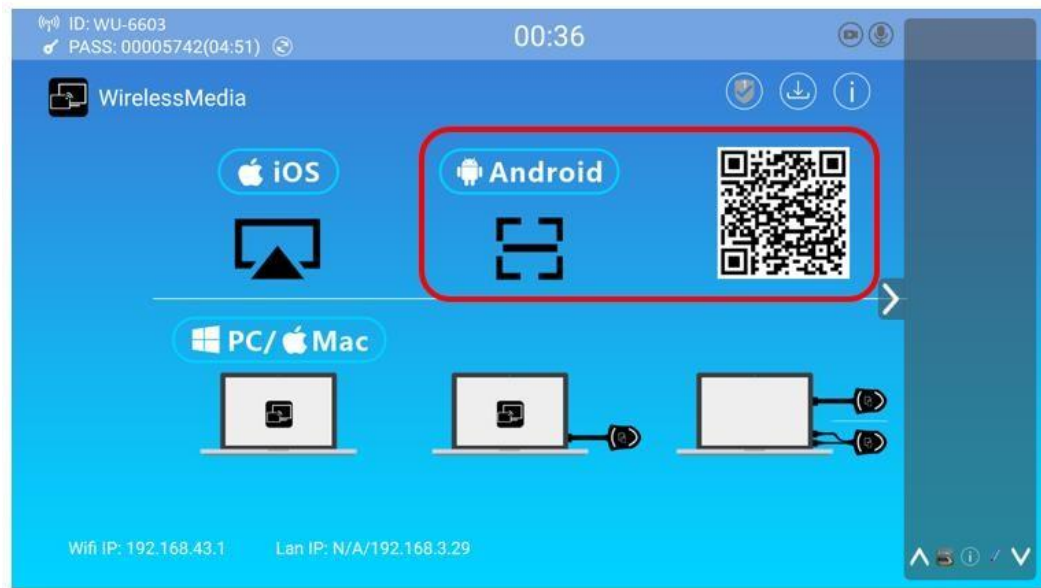 ID: WU-6603
PASS: 00005742(04:51)
00:36
WirelessMedia
iOS
Android
PC/ Mac
Wifi IP: 192.168.43.1
Lan IP: N/A/192.168.3.29